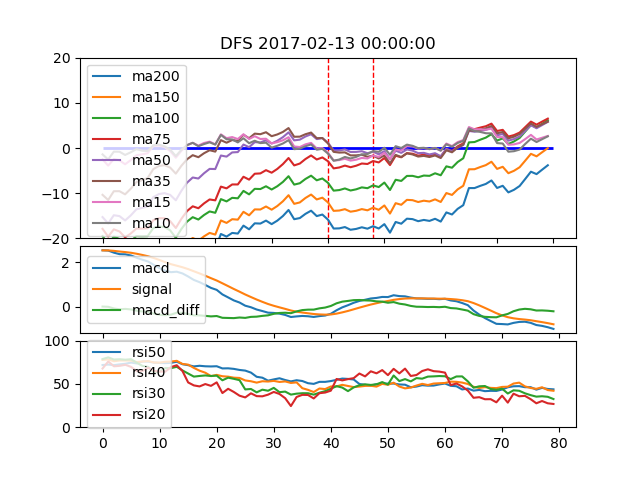 DFS 2017-02-13 00:00:00
20
10
0
−10
−20
ma200
ma150
ma100
ma75
ma50
ma35
ma15
ma10
2
0
macd
signal
macd_diff
100
50
0
rsi50
rsi40
rsi30
rsi20
0 10 20 30 40 50 60 70 80